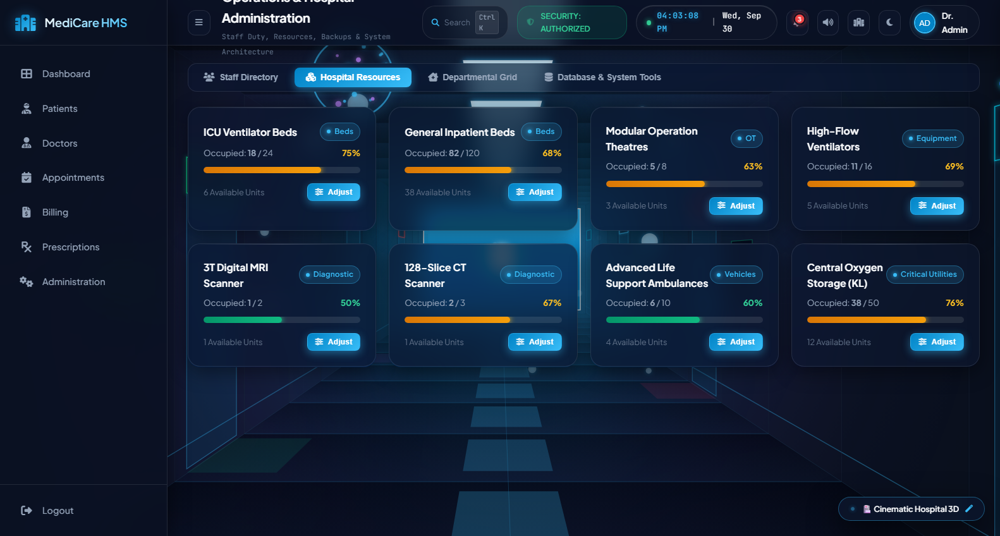 MediCare HMS
Dashboard
Patients
Doctors
Appointments
Billing
Prescriptions
Administration
Logout
Operations & Hospital
Administration
Staff Duty, Resources, Backups & System
Architecture
Search
Ctrl
K
SECURITY:
AUTHORIZED
04:03:08
PM
|
Wed, Sep
30
3
AD
Dr.
Admin
Staff Directory
Hospital Resources
Departmental Grid
Database & System Tools
ICU Ventilator Beds
Beds
Occupied: 18 / 24
75%
6 Available Units
Adjust
General Inpatient Beds
Beds
Occupied: 82 / 120
68%
38 Available Units
Adjust
Modular Operation
Theatres
OT
Occupied: 5 / 8
63%
3 Available Units
Adjust
High-Flow
Ventilators
Equipment
Occupied: 11 / 16
69%
5 Available Units
Adjust
3T Digital MRI
Scanner
Diagnostic
Occupied: 1 / 2
50%
1 Available Units
Adjust
128-Slice CT
Scanner
Diagnostic
Occupied: 2 / 3
67%
1 Available Units
Adjust
Advanced Life
Support Ambulances
Vehicles
Occupied: 6 / 10
60%
4 Available Units
Adjust
Central Oxygen
Storage (KL)
Critical Utilities
Occupied: 38 / 50
76%
12 Available Units
Adjust
Cinematic Hospital 3D